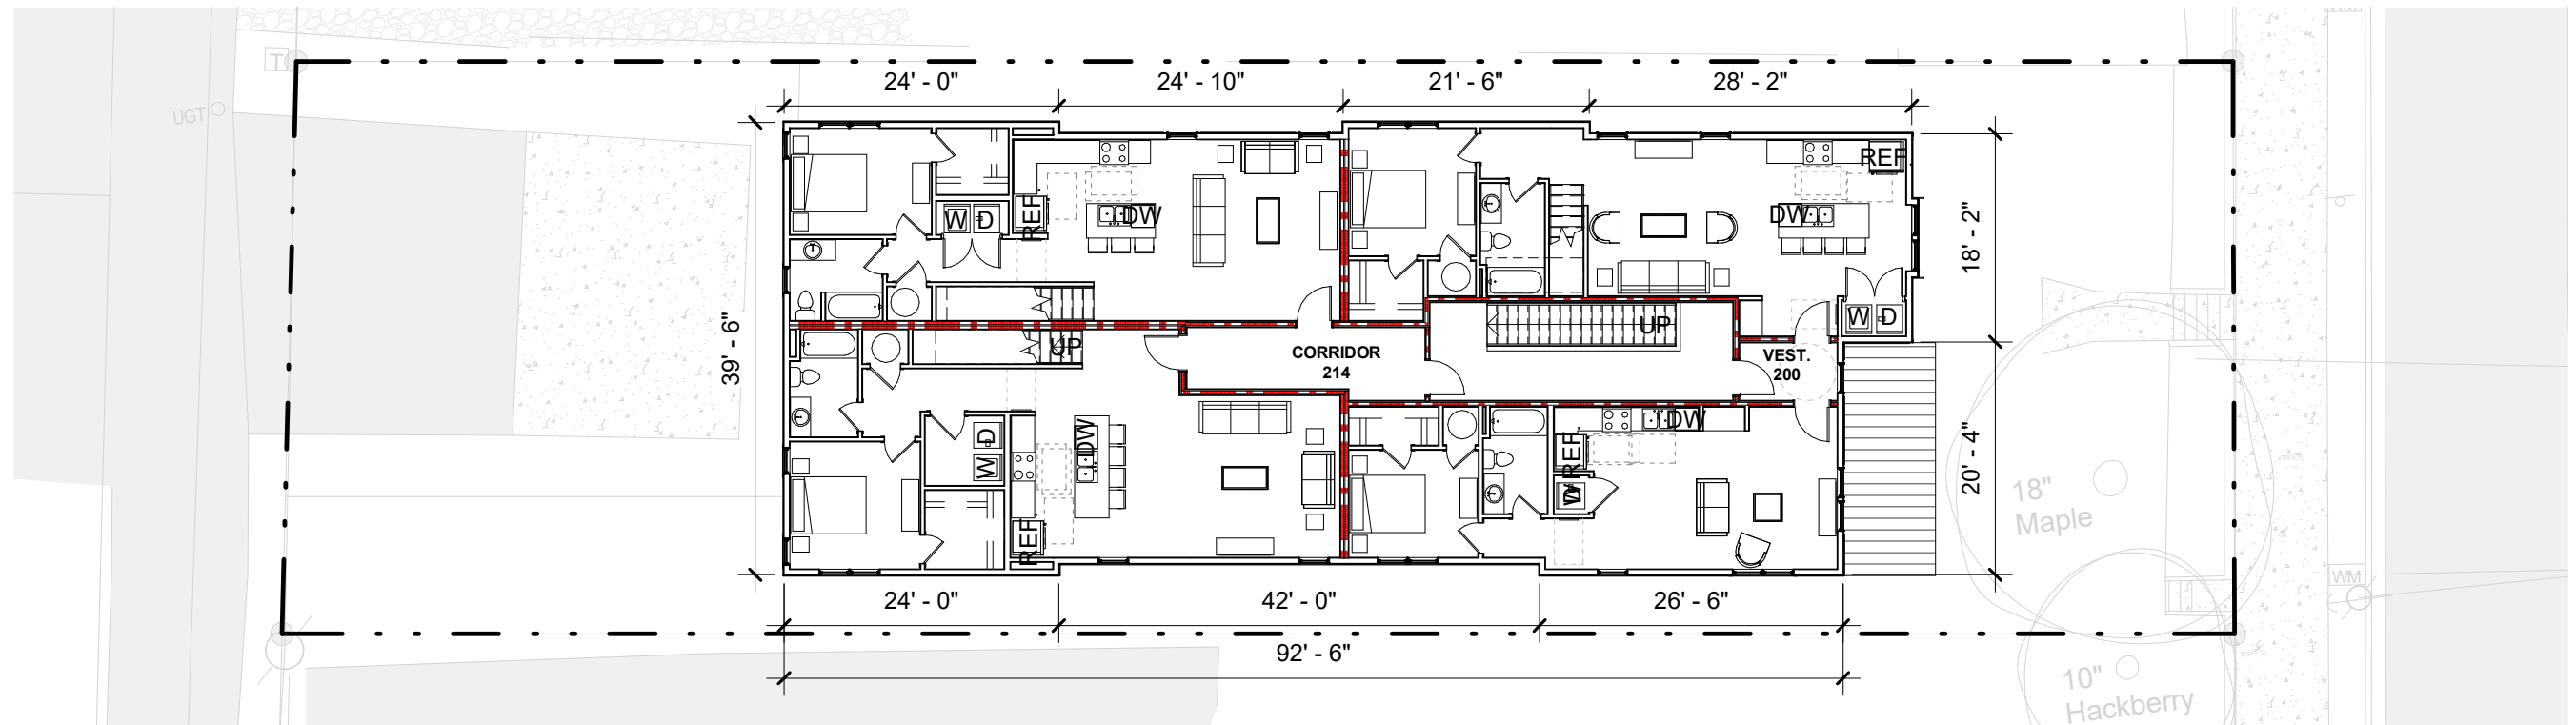 T
UGT
24' - 0"
24' - 10"
21' - 6"
28' - 2"
REF
W D
REF
DW
DW
18' - 2"
39' - 6"
UP
W D
UP
CORRIDOR
214
VEST.
200
DW
DW
D
W
REF
REF
20' - 4"
18"
Maple
24' - 0"
42' - 0"
26' - 6"
WM
92' - 6"
10"
Hackberry